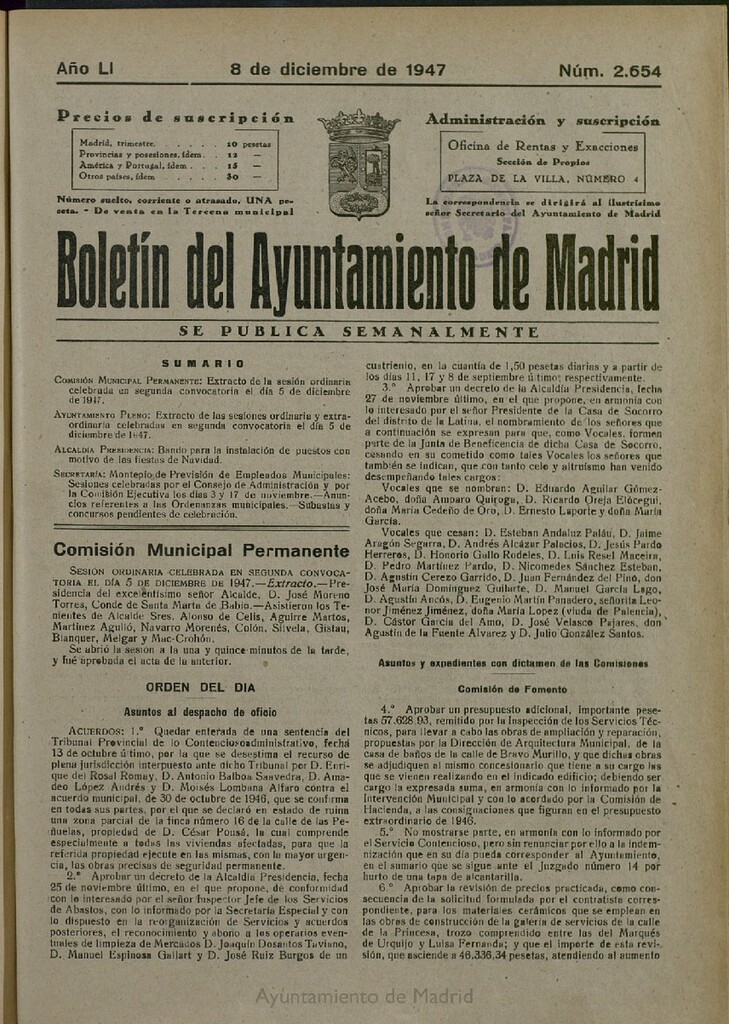 Año LI
8 de diciembre de 1947
Núm. 2.654
Precios de suscripción
Madrid, trimestre. . . . . 10 pesetas
Provincias y posesiones, ídem. . 12 —
América y Portugal, ídem . . . 15 —
Otros países, ídem . . . . 30 —
Número suelto, corriente o atrasado, UNA pe-
seta. - De venta en la Tercena municipal
Administración y suscripción
Oficina de Rentas y Exacciones
Sección de Propios
PLAZA DE LA VILLA, NÚMERO 4
La correspondencia se dirigirá al ilustrísimo
señor Secretario del Ayuntamiento de Madrid
Boletín del Ayuntamiento de Madrid
SE PUBLICA SEMANALMENTE
SUMARIO
COMISIÓN MUNICIPAL PERMANENTE: Extracto de la sesión ordinaria
celebrada en segunda convocatoria el día 5 de diciembre
de 1947.
AYUNTAMIENTO PLENO: Extracto de las sesiones ordinaria y extra-
ordinaria celebradas en segunda convocatoria el día 5 de
diciembre de 1947.
ALCALDÍA PRESIDENCIA: Bando para la instalación de puestos con
motivo de las fiestas de Navidad.
SECRETARÍA: Montepío de Previsión de Empleados Municipales:
Sesiones celebradas por el Consejo de Administración y por
la Comisión Ejecutiva los días 3 y 17 de noviembre.—Anun-
cios referentes a las Ordenanzas municipales.—Subastas y
concursos pendientes de celebración.
Comisión Municipal Permanente
SESIÓN ORDINARIA CELEBRADA EN SEGUNDA CONVOCA-
TORIA EL DÍA 5 DE DICIEMBRE DE 1947.—Extracto.—Pre-
sidencia del excelentísimo señor Alcalde, D. José Moreno
Torres, Conde de Santa Marta de Babio.—Asistieron los Te-
nientes de Alcalde Sres. Alonso de Celis, Aguirre Martos,
Martínez Agulló, Navarro Morenés, Colón, Silvela, Gistau,
Blanquer, Melgar y Mac-Crohón.
Se abrió la sesión a la una y quince minutos de la tarde,
y fué aprobada el acta de la anterior.
ORDEN DEL DIA
Asuntos al despacho de oficio
ACUERDOS: 1.º Quedar enterada de una sentencia del
Tribunal Provincial de lo Contenciosoadministrativo, fecha
13 de octubre último, por la que se desestima el recurso de
plena jurisdicción interpuesto ante dicho Tribunal por D. Enri-
que del Rosal Romay, D. Antonio Balboa Saavedra, D. Ama-
deo López Andrés y D. Moisés Lombana Alfaro contra el
acuerdo municipal, de 30 de octubre de 1946, que se confirma
en todas sus partes, por el que se declaró en estado de ruina
una zona parcial de la finca número 16 de la calle de las Pe-
ñuelas, propiedad de D. César Pousá, la cual comprende
especialmente a todas las viviendas afectadas, para que la
referida propiedad ejecute en las mismas, con la mayor urgen-
cia, las obras precisas de seguridad permanente.
2.º Aprobar un decreto de la Alcaldía Presidencia, fecha
25 de noviembre último, en el que propone, de conformidad
con lo interesado por el señor Inspector Jefe de los Servicios
de Abastos, con lo informado por la Secretaría Especial y con
lo dispuesto en la reorganización de Servicios y acuerdos
posteriores, el reconocimiento y abono a los operarios even-
tuales de limpieza de Mercados D. Joaquín Dosantos Taviano,
D. Manuel Espinosa Gallart y D. José Ruiz Burgos de un
cuatrienio, en la cuantía de 1,50 pesetas diarias y a partir de
los días 11, 17 y 8 de septiembre último, respectivamente.
3.º Aprobar un decreto de la Alcaldía Presidencia, fecha
27 de noviembre último, en el que propone, en armonía con
lo interesado por el señor Presidente de la Casa de Socorro
del distrito de la Latina, el nombramiento de los señores que
a continuación se expresan para que, como Vocales, formen
parte de la Junta de Beneficencia de dicha Casa de Socorro,
cesando en su cometido como tales Vocales los señores que
también se indican, que con tanto celo y altruísmo han venido
desempeñando tales cargos:
Vocales que se nombran: D. Eduardo Aguilar Gómez-
Acebo, doña Amparo Quiroga, D. Ricardo Oreja Elócegui,
doña María Cedeño de Oro, D. Ernesto Laporte y doña María
García.
Vocales que cesan: D. Esteban Andaluz Paláu, D. Jaime
Aragón Segarra, D. Andrés Alcázar Palacios, D. Jesús Pardo
Herreros, D. Honorio Gallo Rodeles, D. Luis Resel Maceira,
D. Pedro Martínez Pardo, D. Nicomedes Sánchez Esteban,
D. Agustín Cerezo Garrido, D. Juan Fernández del Pino, don
José María Domínguez Guilarte, D. Manuel García Lago,
D. Agustín Ancós, D. Eugenio Martín Panadero, señorita Leo-
nor Jiménez Jiménez, doña María López (viuda de Palencia),
D. Cástor García del Amo, D. José Velasco Pajares, don
Agustín de la Fuente Alvarez y D. Julio González Santos.
Asuntos y expedientes con dictamen de las Comisiones
Comisión de Fomento
4.º Aprobar un presupuesto adicional, importante pese-
tas 57.628,93, remitido por la Inspección de los Servicios Téc-
nicos, para llevar a cabo las obras de ampliación y reparación,
propuestas por la Dirección de Arquitectura Municipal, de la
casa de baños de la calle de Bravo Murillo, y que dichas obras
se adjudiquen al mismo concesionario que tiene a su cargo las
que se vienen realizando en el indicado edificio; debiendo ser
cargo la expresada suma, en armonía con lo informado por la
Intervención Municipal y con lo acordado por la Comisión de
Hacienda, a las consignaciones que figuran en el presupuesto
extraordinario de 1946.
5.º No mostrarse parte, en armonía con lo informado por
el Servicio Contencioso, pero sin renunciar por ello a la indem-
nización que en su día pueda corresponder al Ayuntamiento,
en el sumario que se sigue ante el Juzgado número 14 por
hurto de una tapa de alcantarilla.
6.º Aprobar la revisión de precios practicada, como con-
secuencia de la solicitud formulada por el contratista corres-
pondiente, para los materiales cerámicos que se emplean en
las obras de construcción de la galería de servicios de la calle
de la Princesa, trozo comprendido entre las del Marqués
de Urquijo y Luisa Fernanda; y que el importe de esta revi-
sión, que asciende a 46.336,34 pesetas, atendiendo al aumento
Ayuntamiento de Madrid